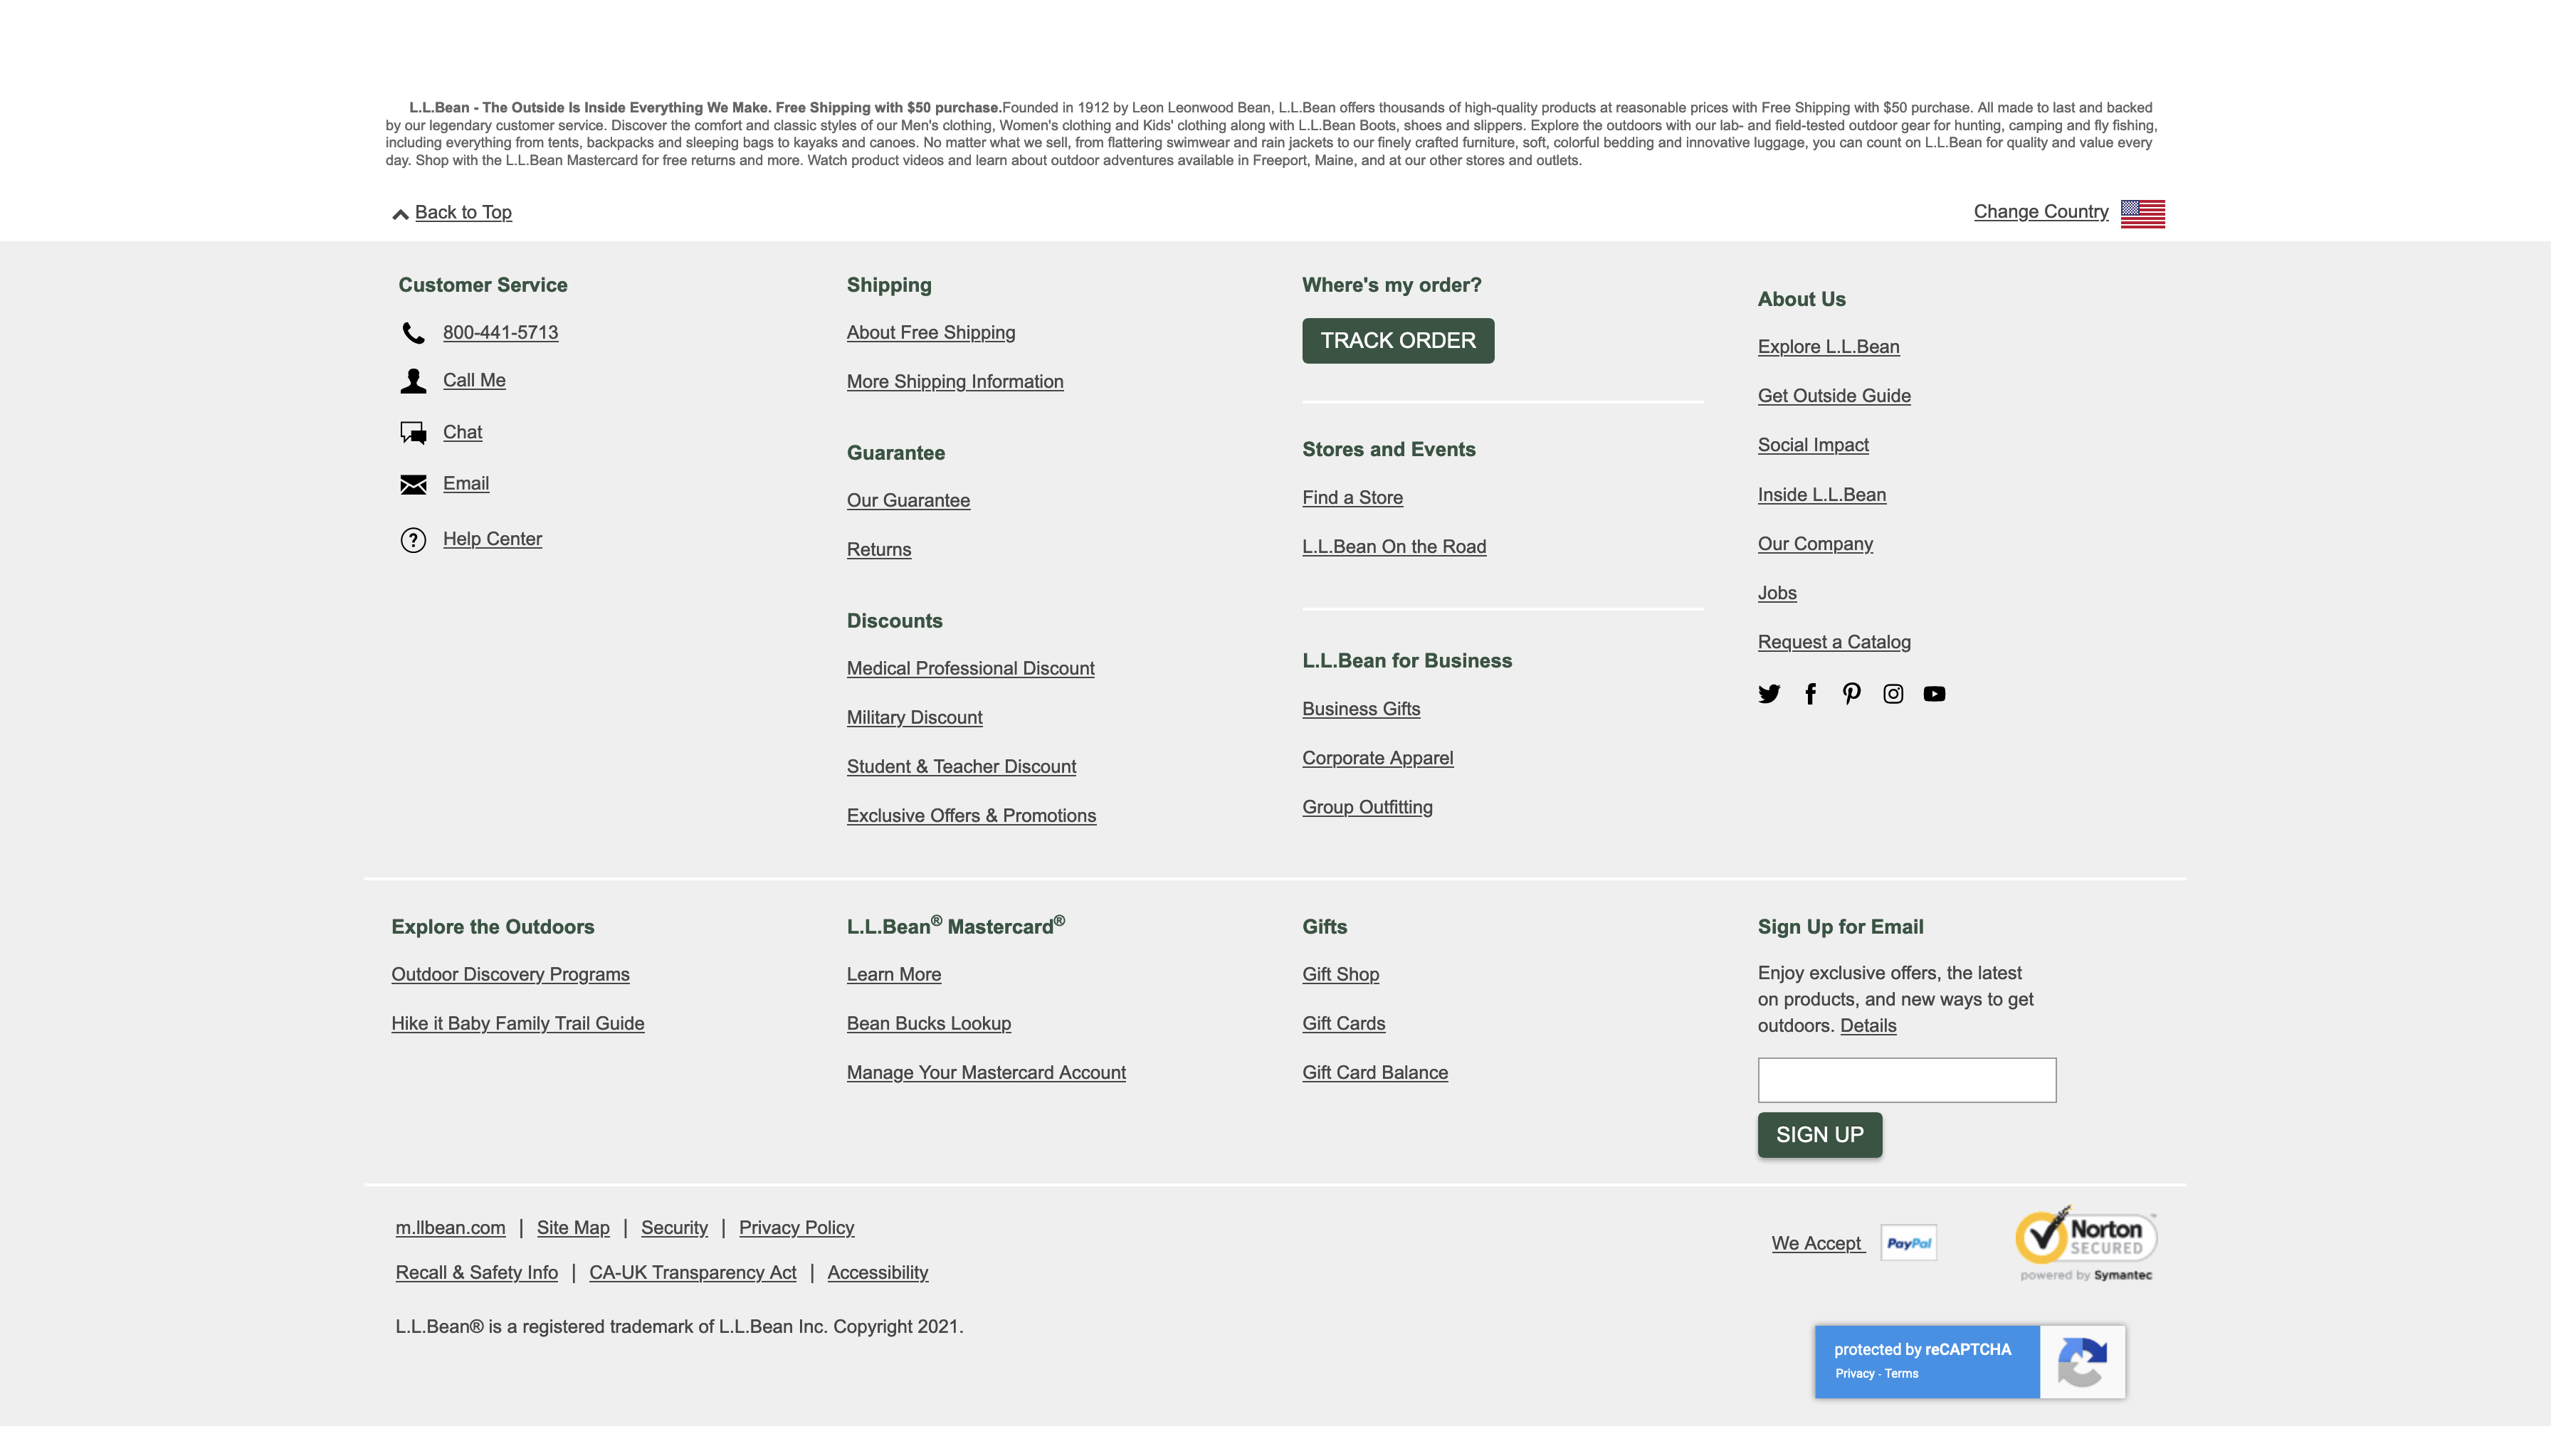 L.L.Bean - The Outside Is Inside Everything We Make. Free Shipping with $50 purchase.Founded in 1912 by Leon Leonwood Bean, L.L.Bean offers thousands of high-quality products at reasonable prices with Free Shipping with $50 purchase. All made to last and backed
by our legendary customer service. Discover the comfort and classic styles of our Men's clothing, Women's clothing and Kids' clothing along with L.L.Bean Boots, shoes and slippers. Explore the outdoors with our lab- and field-tested outdoor gear for hunting, camping and fly fishing,
including everything from tents, backpacks and sleeping bags to kayaks and canoes. No matter what we sell, from flattering swimwear and rain jackets to our finely crafted furniture, soft, colorful bedding and innovative luggage, you can count on L.L.Bean for quality and value every
day. Shop with the L.L.Bean Mastercard for free returns and more. Watch product videos and learn about outdoor adventures available in Freeport, Maine, and at our other stores and outlets.
Back to Top
Change Country
Customer Service
800-441-5713
Call Me
Chat
Email
Help Center
Shipping
About Free Shipping
More Shipping Information
Guarantee
Our Guarantee
Returns
Discounts
Medical Professional Discount
Military Discount
Student & Teacher Discount
Exclusive Offers & Promotions
Where's my order?
TRACK ORDER
Stores and Events
Find a Store
L.L.Bean On the Road
L.L.Bean for Business
Business Gifts
Corporate Apparel
Group Outfitting
About Us
Explore L.L.Bean
Get Outside Guide
Social Impact
Inside L.L.Bean
Our Company
Jobs
Request a Catalog
Explore the Outdoors
Outdoor Discovery Programs
Hike it Baby Family Trail Guide
L.L.Bean® Mastercard®
Learn More
Bean Bucks Lookup
Manage Your Mastercard Account
Gifts
Gift Shop
Gift Cards
Gift Card Balance
Sign Up for Email
Enjoy exclusive offers, the latest
on products, and new ways to get
outdoors. Details
SIGN UP
m.llbean.com | Site Map | Security | Privacy Policy
Recall & Safety Info | CA-UK Transparency Act | Accessibility
L.L.Bean® is a registered trademark of L.L.Bean Inc. Copyright 2021.
We Accept PayPal
Norton
SECURED
powered by Symantec
protected by reCAPTCHA
Privacy - Terms